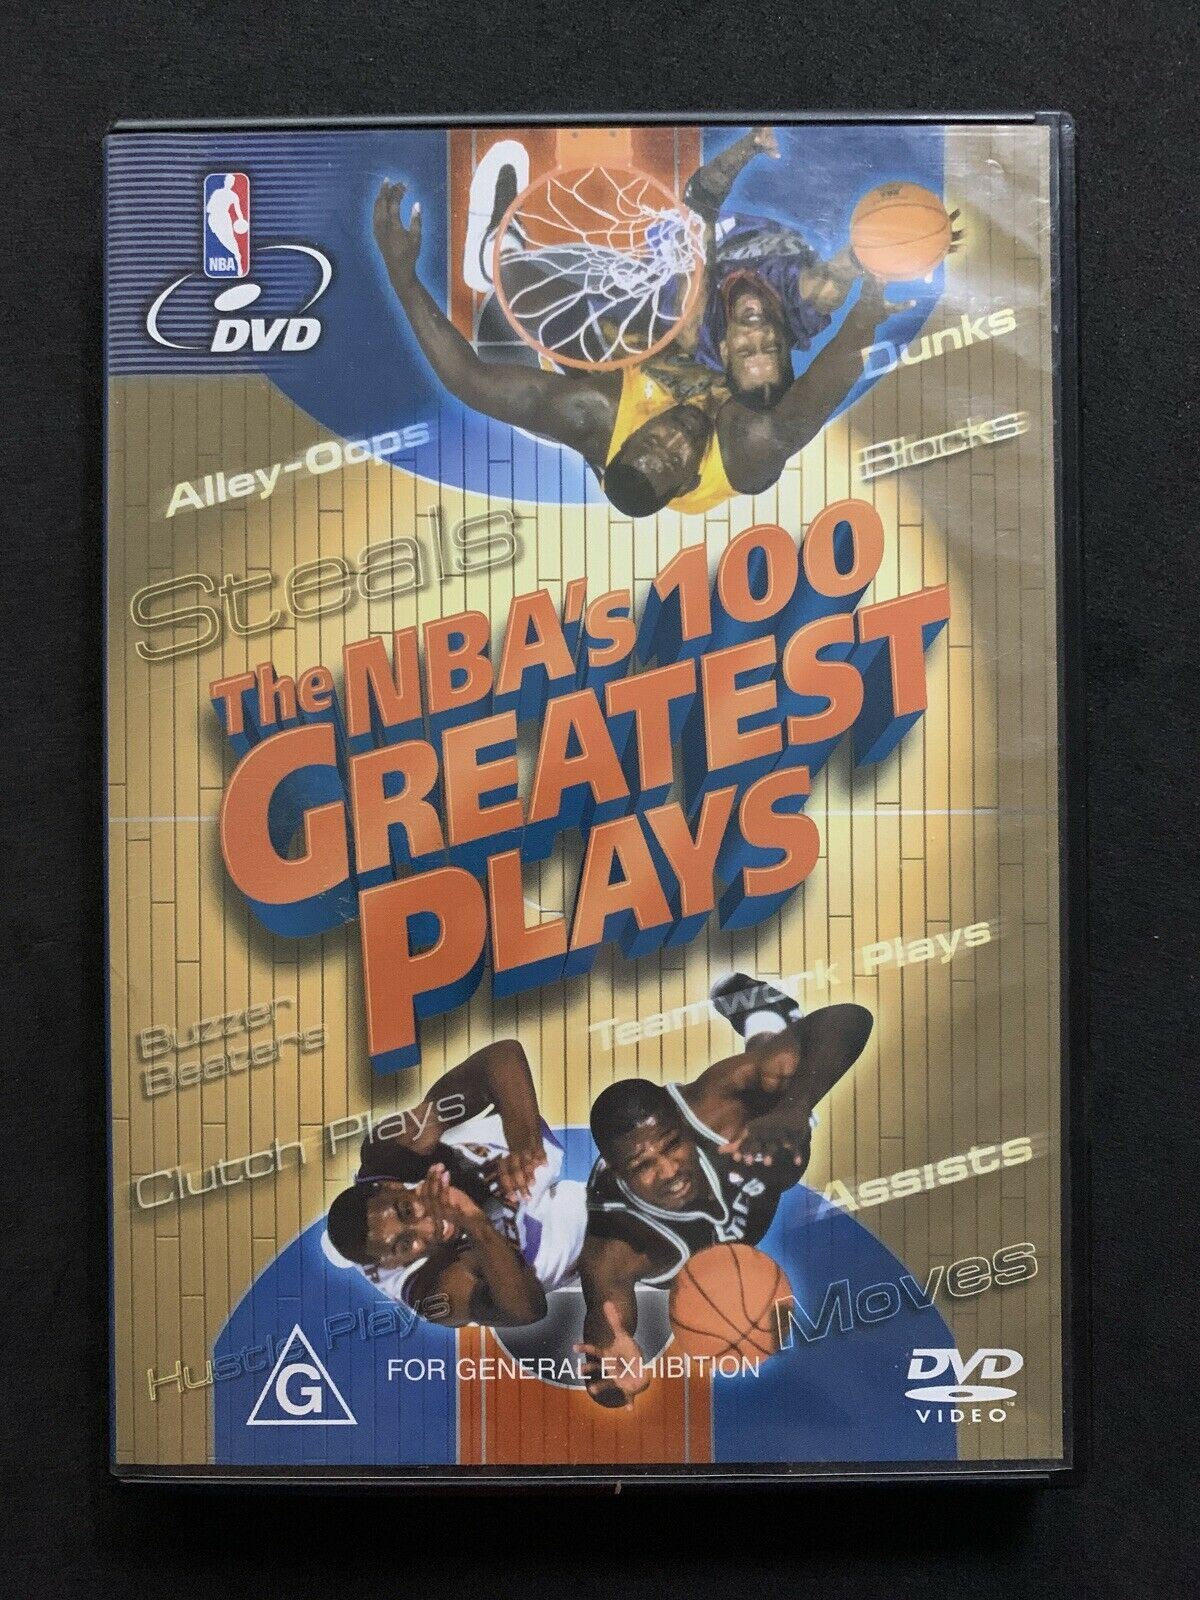 NBA
DVD
Dunks
Blocks
Alley-Oops
Steals
The NBA's 100
GREATEST
PLAYS
Teamwork Plays
Buzzer
Beaters
Clutch Plays
Assists
Moves
Hustle Plays
G
FOR GENERAL EXHIBITION
DVD
VIDEO